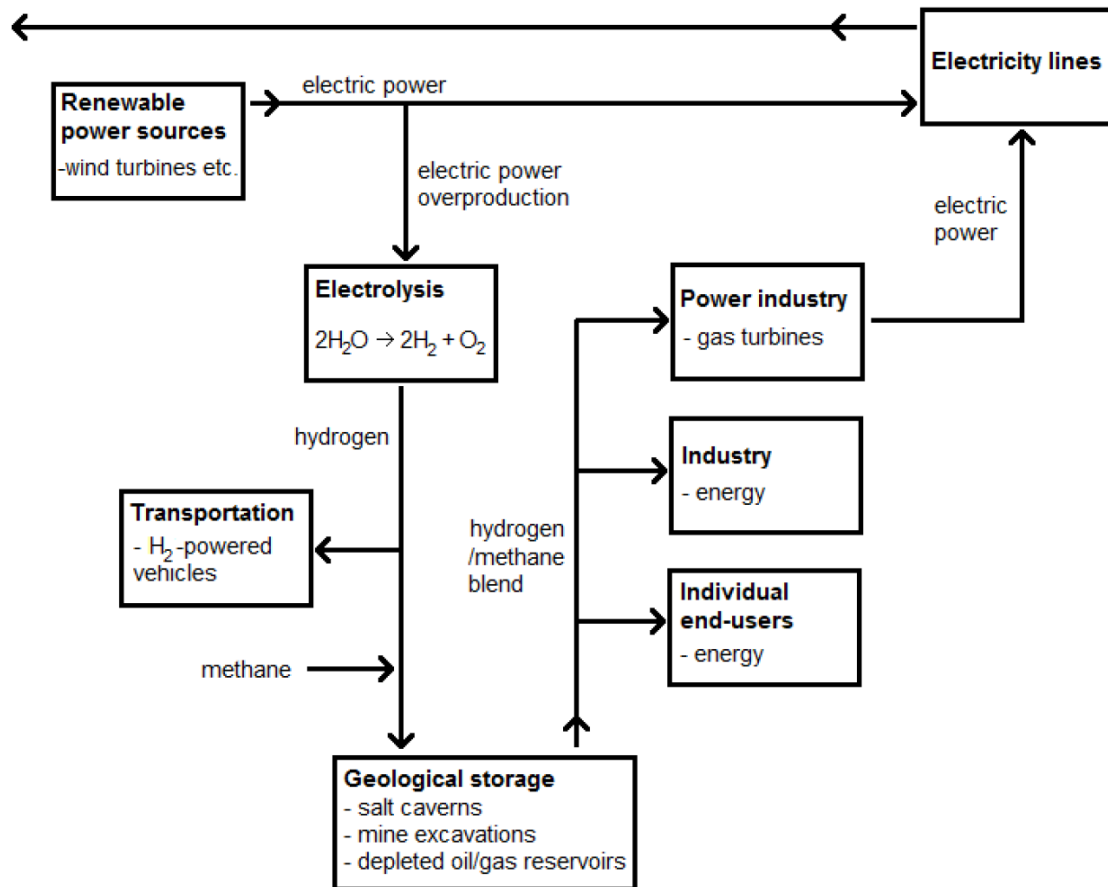 Electricity lines
electric power
Renewable
power sources
-wind turbines etc.
electric power
overproduction
electric
power
Electrolysis
2H₂O → 2H₂ + O₂
Power industry
- gas turbines
hydrogen
Industry
- energy
Transportation
- H₂-powered
vehicles
hydrogen
/methane
blend
Individual
end-users
- energy
methane
Geological storage
- salt caverns
- mine excavations
- depleted oil/gas reservoirs